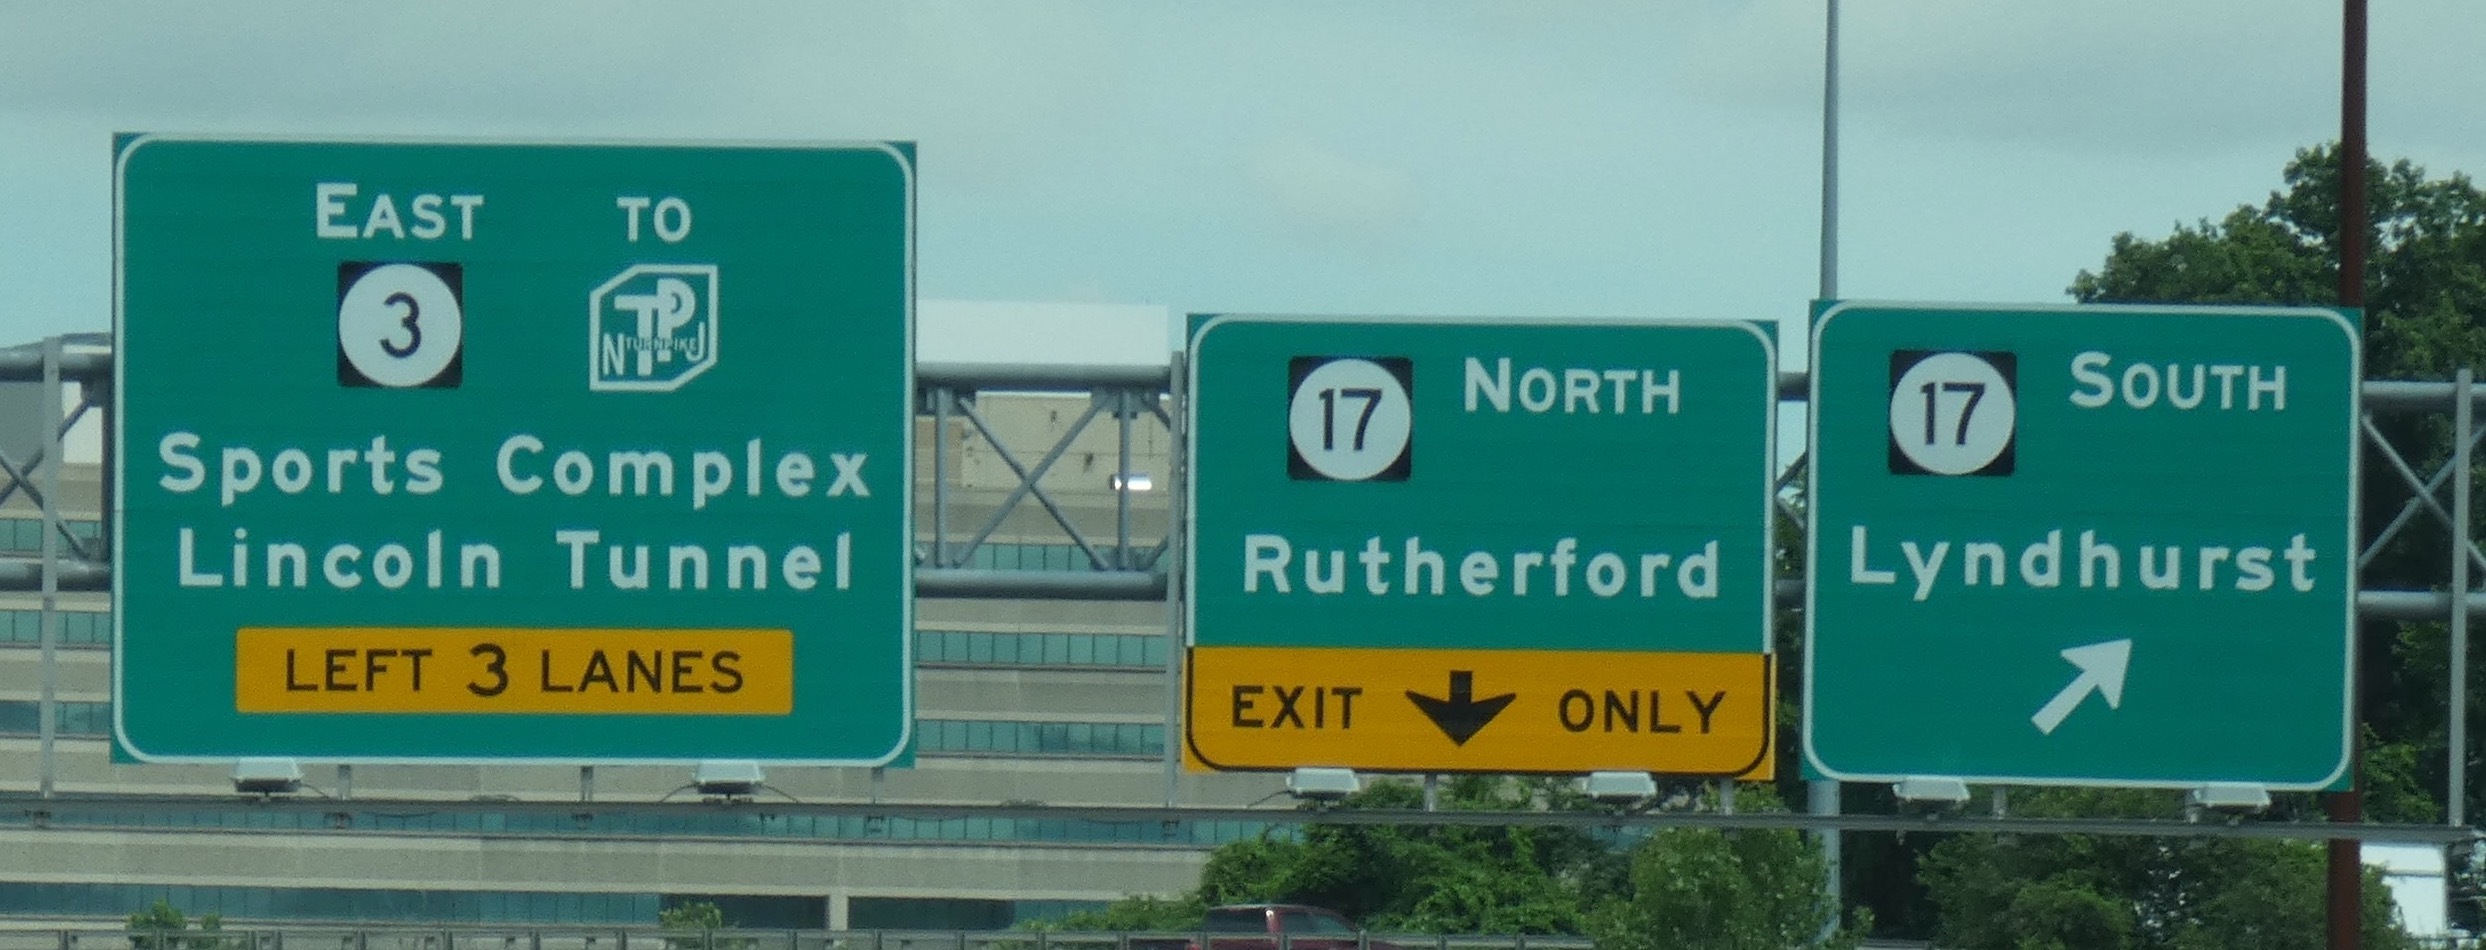 EAST TO
3
TP
N TURNPIKE J
Sports Complex
Lincoln Tunnel
LEFT 3 LANES
17 NORTH
Rutherford
EXIT ONLY
17 SOUTH
Lyndhurst